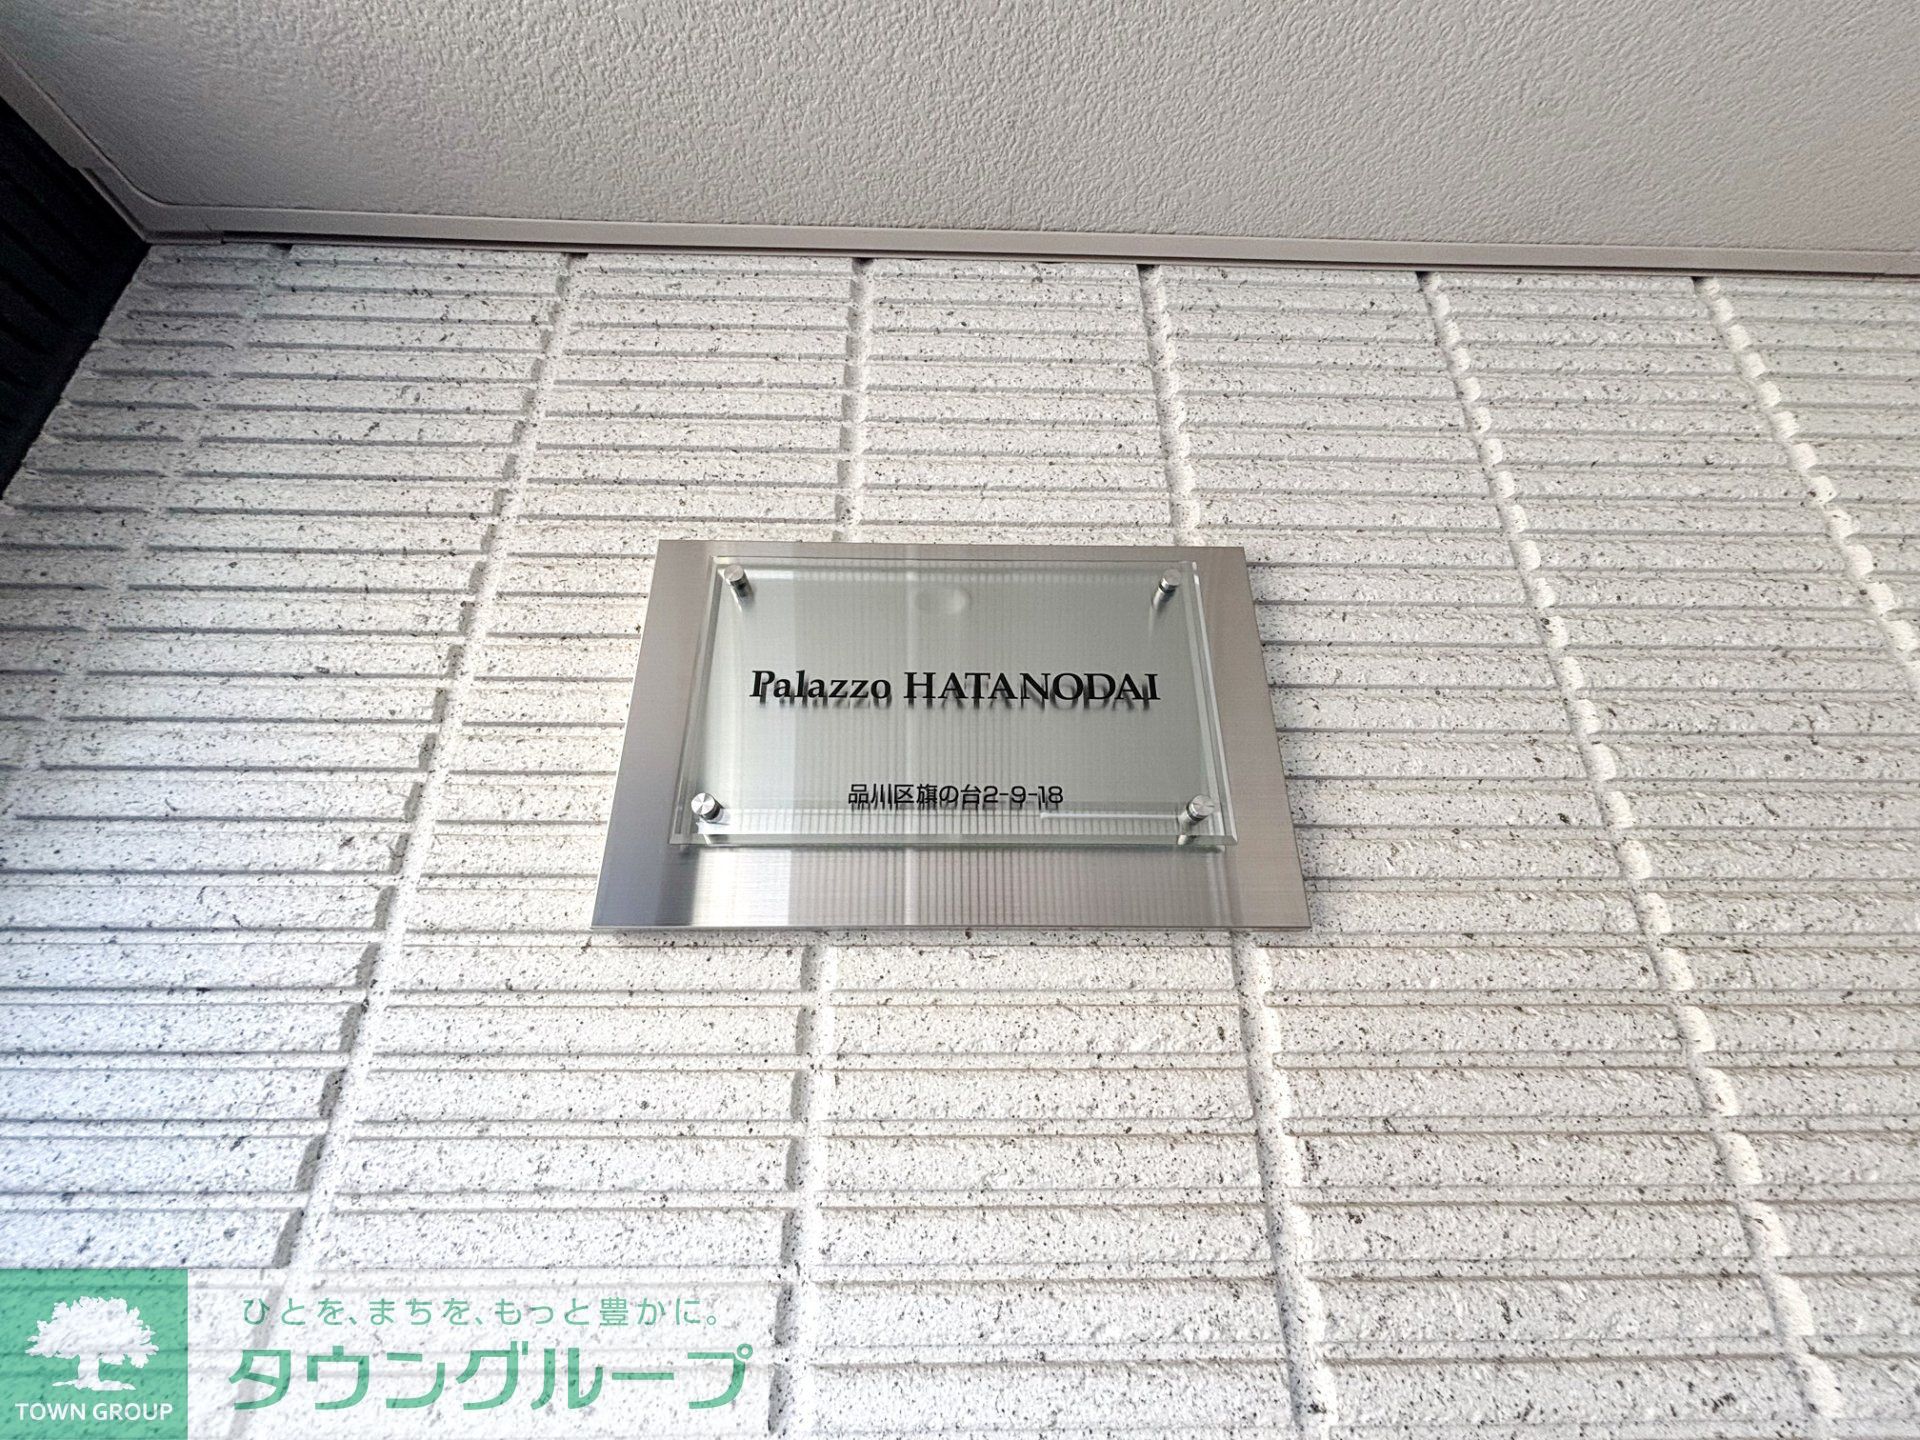 Palazzo HATANODAI
品川区旗の台2-9-18
ひとを、まちを、もっと豊かに。
タウングループ
TOWN GROUP